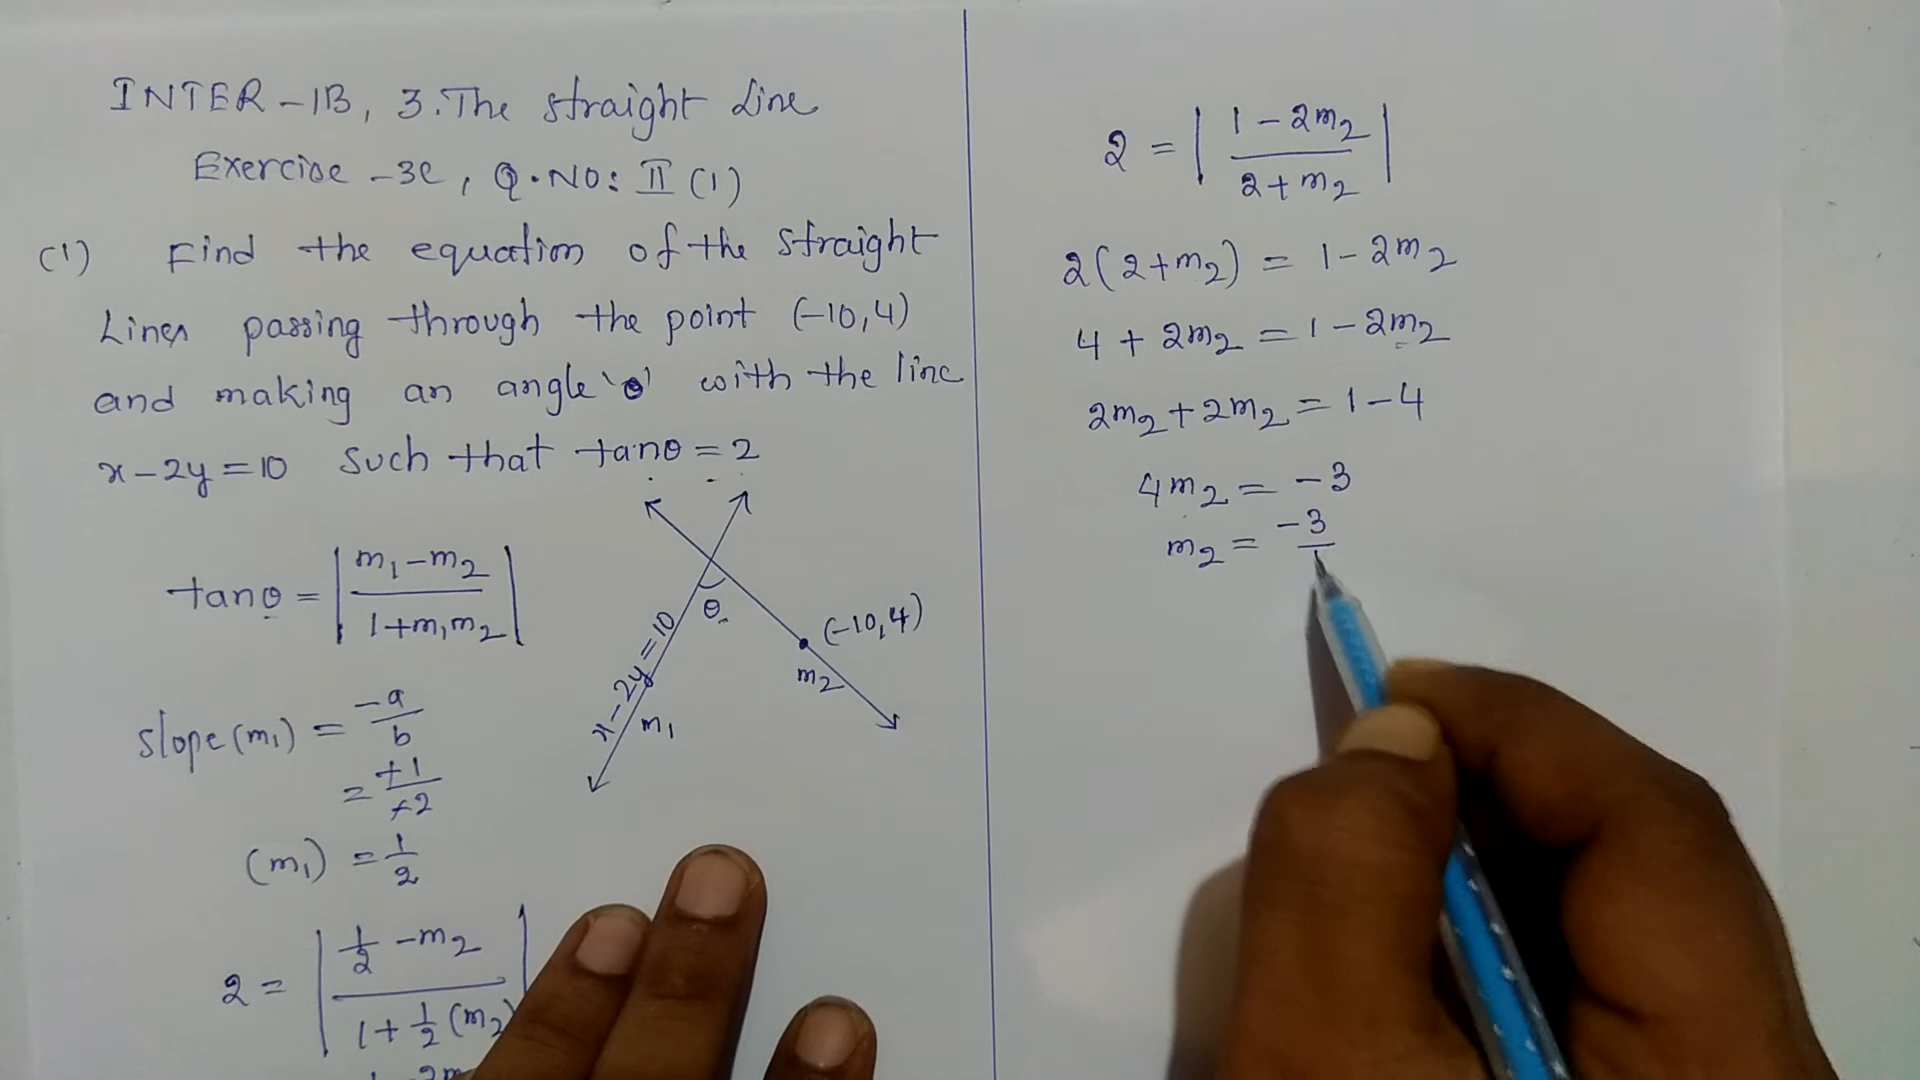 INTER-1B, 3. The straight Line
Exercise -3c, Q.NO: II (1)
(1) Find the equation of the straight
Lines passing through the point (-10,4)
and making an angle 'θ' with the line
x-2y=10 such that tanθ=2
tanθ = | (m₁-m₂)/(1+m₁m₂) |
x-2y=10
m₁
θ
(-10,4)
m₂
slope(m₁) = -a/b
= +1/+2
(m₁) = 1/2
2 = | (1/2 -m₂)/(1+1/2(m₂) |
2 = | (1-2m₂)/(2+m₂) |
2(2+m₂) = 1-2m₂
4+2m₂ = 1-2m₂
2m₂+2m₂ = 1-4
4m₂ = -3
m₂ = -3/